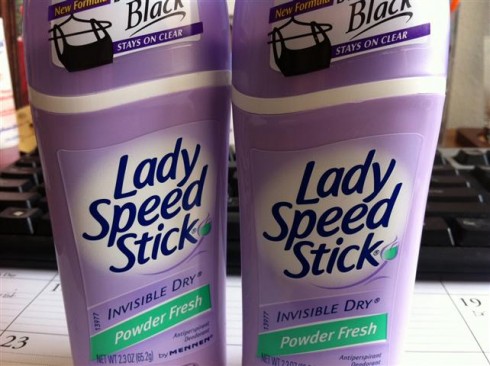 New Formula
Black
STAYS ON CLEAR
Lady
Speed
Stick®
INVISIBLE DRY®
Powder Fresh
Antiperspirant
Deodorant
NET WT 2.3 OZ (65.2g) by MENNEN®
13977
New Formula
Black
STAYS ON CLEAR
Lady
Speed
Stick®
INVISIBLE DRY®
Powder Fresh
Antiperspirant
Deodorant
13977
23
19